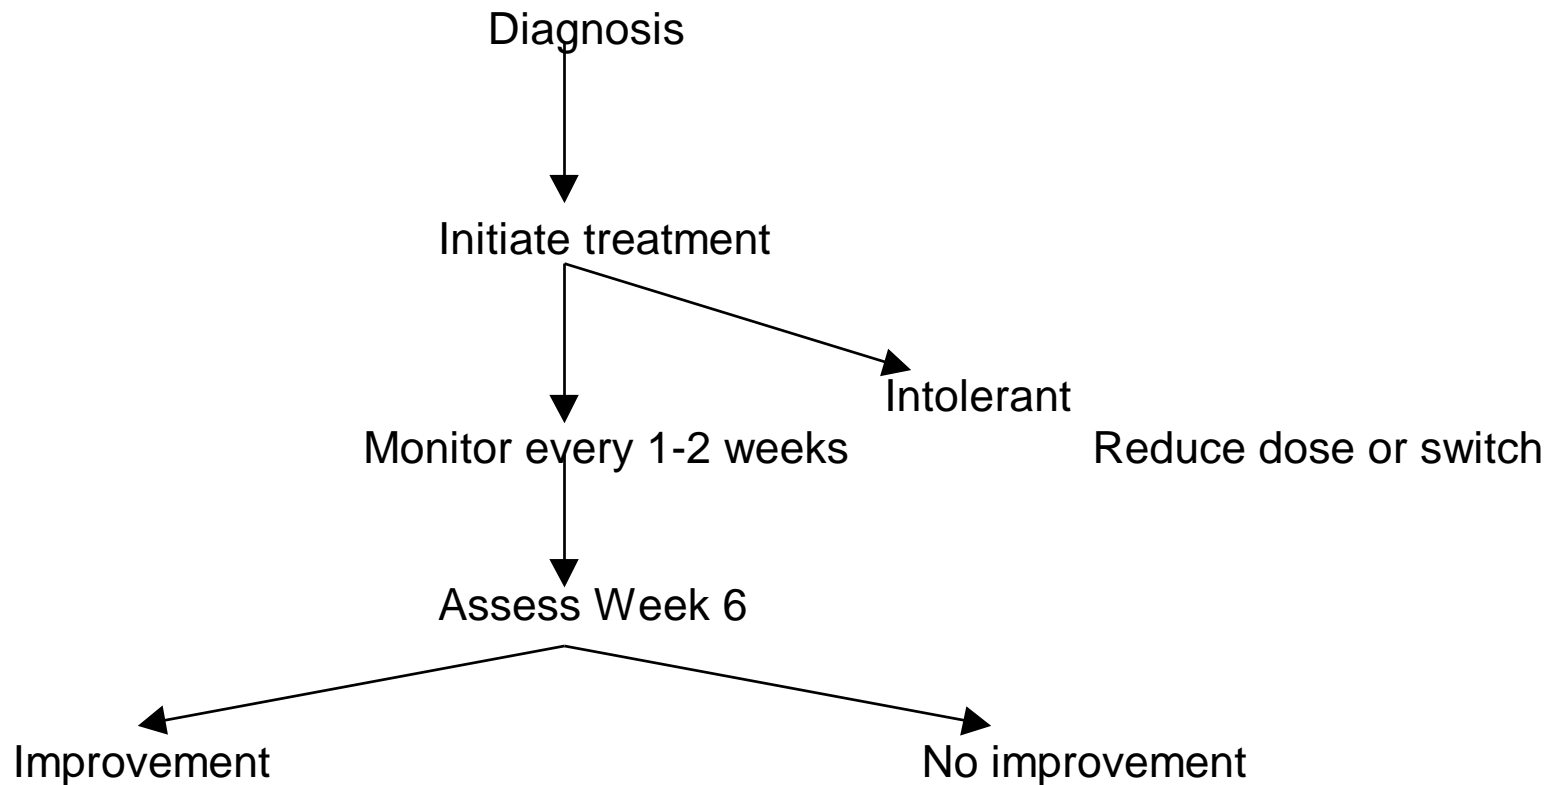 Diagnosis
Initiate treatment
Intolerant
Monitor every 1-2 weeks
Reduce dose or switch
Assess Week 6
Improvement
No improvement